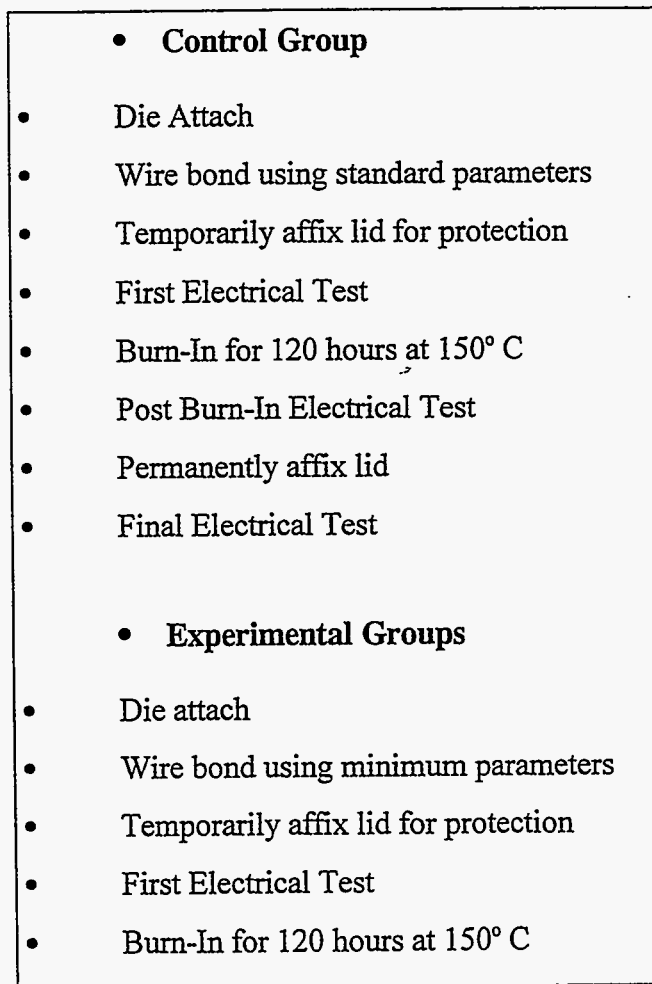 • Control Group
• Die Attach
• Wire bond using standard parameters
• Temporarily affix lid for protection
• First Electrical Test
• Burn-In for 120 hours at 150° C
• Post Burn-In Electrical Test
• Permanently affix lid
• Final Electrical Test
• Experimental Groups
• Die attach
• Wire bond using minimum parameters
• Temporarily affix lid for protection
• First Electrical Test
• Burn-In for 120 hours at 150° C